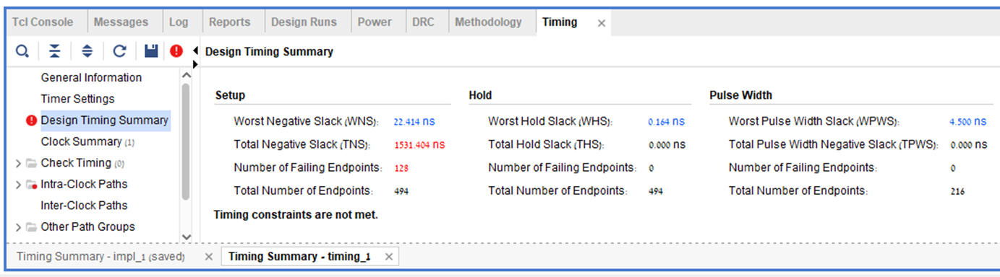 Tcl Console Messages Log Reports Design Runs Power DRC Methodology Timing
Design Timing Summary
General Information
Timer Settings
Design Timing Summary
Clock Summary (1)
Check Timing (0)
Intra-Clock Paths
Inter-Clock Paths
Other Path Groups
Setup
Worst Negative Slack (WNS): 22.414 ns
Total Negative Slack (TNS): 1531.404 ns
Number of Failing Endpoints: 128
Total Number of Endpoints: 494
Hold
Worst Hold Slack (WHS): 0.164 ns
Total Hold Slack (THS): 0.000 ns
Number of Failing Endpoints: 0
Total Number of Endpoints: 494
Pulse Width
Worst Pulse Width Slack (WPWS): 4.500 ns
Total Pulse Width Negative Slack (TPWS): 0.000 ns
Number of Failing Endpoints: 0
Total Number of Endpoints: 216
Timing constraints are not met.
Timing Summary - impl_1 (saved) Timing Summary - timing_1